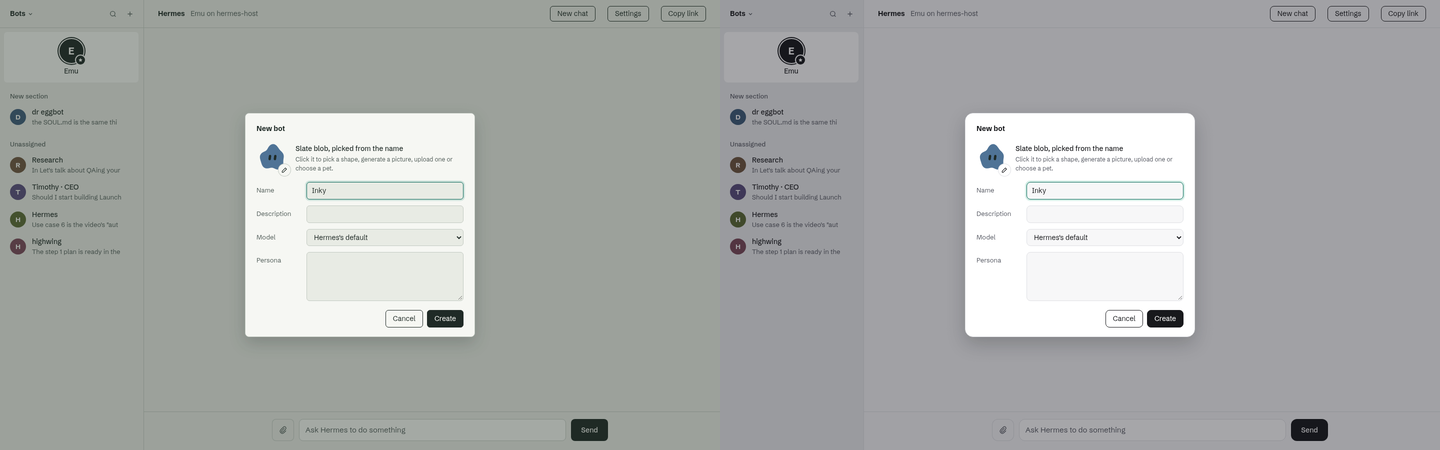 Bots
Hermes Emu on hermes-host
New chat
Settings
Copy link
E
Emu
New section
D
dr eggbot
the SOUL.md is the same thi
Unassigned
R
Research
In Let's talk about QAing your
T
Timothy · CEO
Should I start building Launch
H
Hermes
Use case 6 is the video's "aut
H
highwing
The step 1 plan is ready in the
New bot
Slate blob, picked from the name
Click it to pick a shape, generate a picture, upload one or
choose a pet.
Name
Inky
Description
Model
Hermes's default
Persona
Cancel
Create
Ask Hermes to do something
Send
Bots
Hermes Emu on hermes-host
New chat
Settings
Copy link
E
Emu
New section
D
dr eggbot
the SOUL.md is the same thi
Unassigned
R
Research
In Let's talk about QAing your
T
Timothy · CEO
Should I start building Launch
H
Hermes
Use case 6 is the video's "aut
H
highwing
The step 1 plan is ready in the
New bot
Slate blob, picked from the name
Click it to pick a shape, generate a picture, upload one or
choose a pet.
Name
Inky
Description
Model
Hermes's default
Persona
Cancel
Create
Ask Hermes to do something
Send